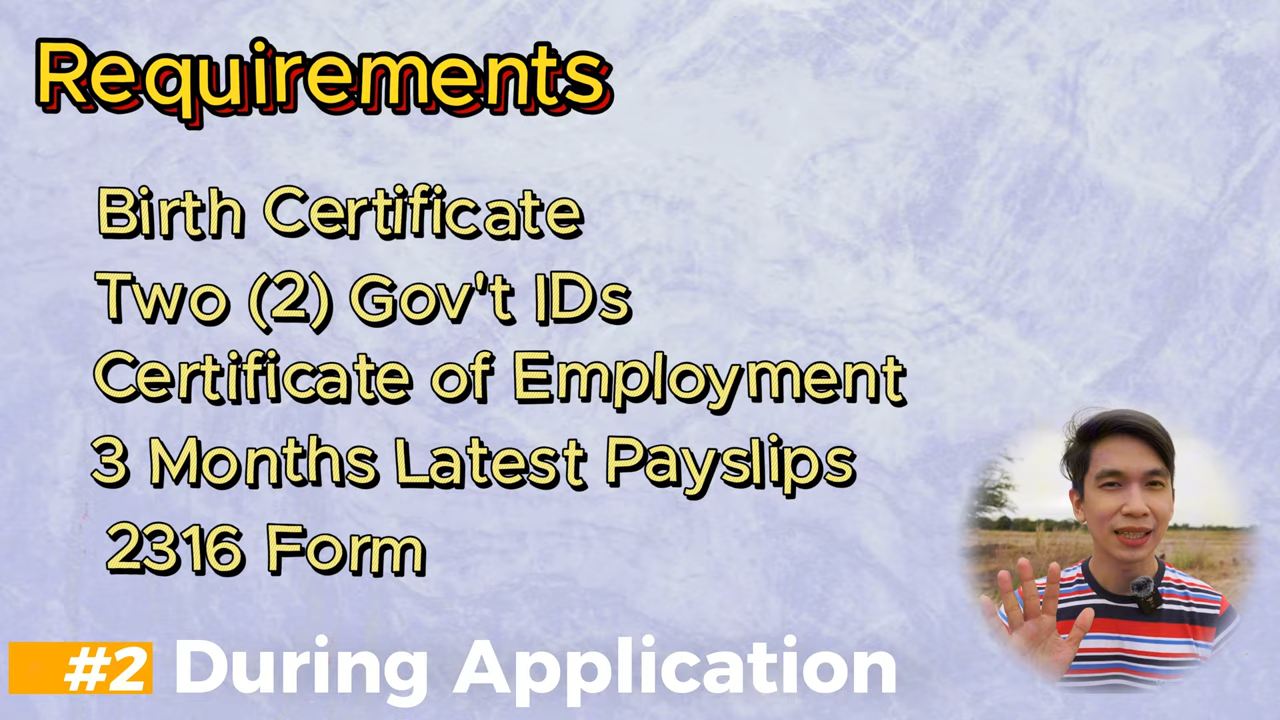 Requirements
Birth Certificate
Two (2) Gov't IDs
Certificate of Employment
3 Months Latest Payslips
2316 Form
#2 During Application